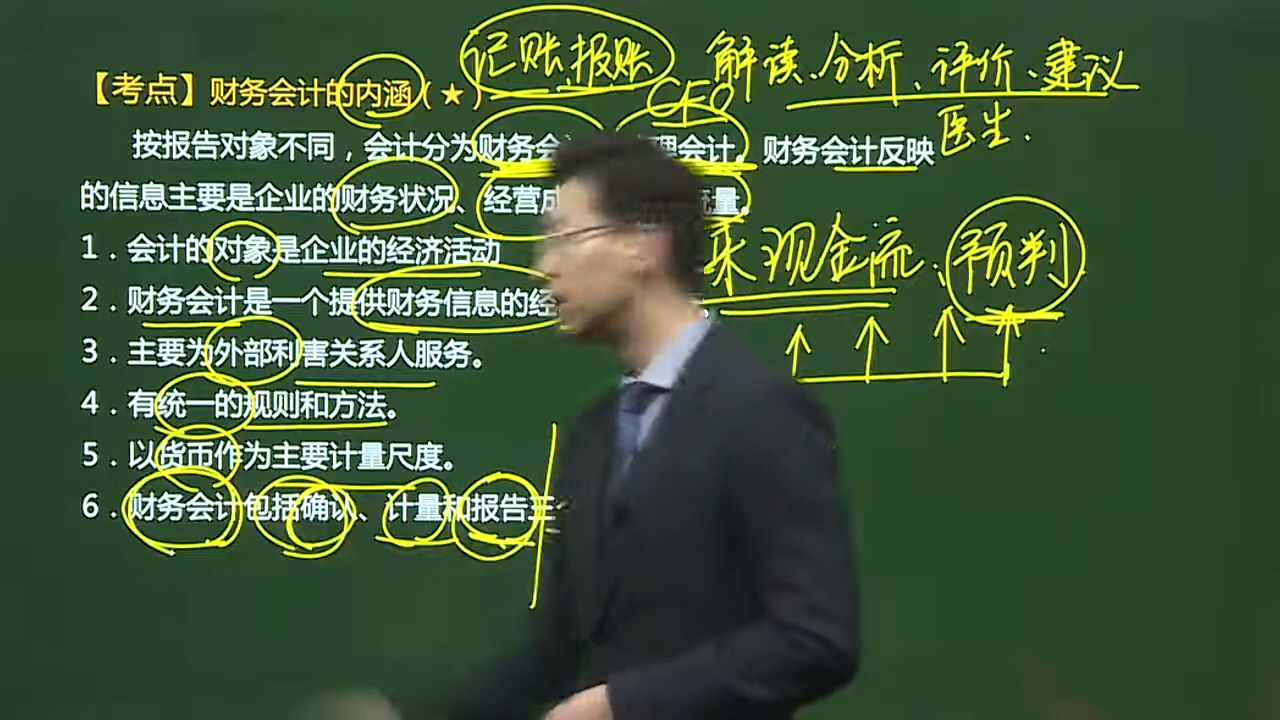 记账、报账 解读、分析、评价、建议
【考点】财务会计的内涵(★)
CFO
医生.
按报告对象不同，会计分为财务会 理会计。财务会计反映
的信息主要是企业的财务状况、经营成 流量。
1．会计的对象是企业的经济活动
来现金流、预判
2．财务会计是一个提供财务信息的经
3．主要为外部利害关系人服务。
4．有统一的规则和方法。
5．以货币作为主要计量尺度。
6．财务会计包括确认、计量和报告三